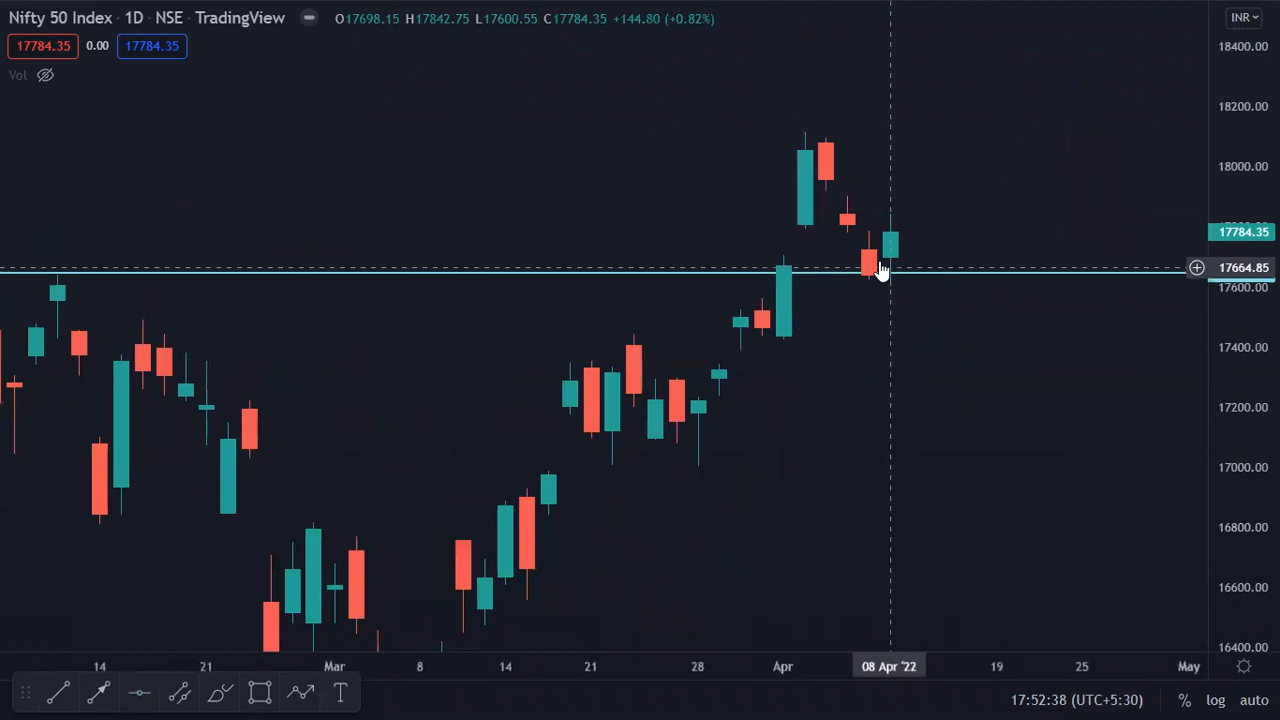 Nifty 50 Index · 1D · NSE · TradingView O17698.15 H17842.75 L17600.55 C17784.35 +144.80 (+0.82%) INR
17784.35 0.00 17784.35
Vol
18400.00
18200.00
18000.00
17784.35
17664.85
17600.00
17400.00
17200.00
17000.00
16800.00
16600.00
16400.00
14 21 Mar 8 14 21 28 Apr 08 Apr '22 19 25 May
T 17:52:38 (UTC+5:30) % log auto